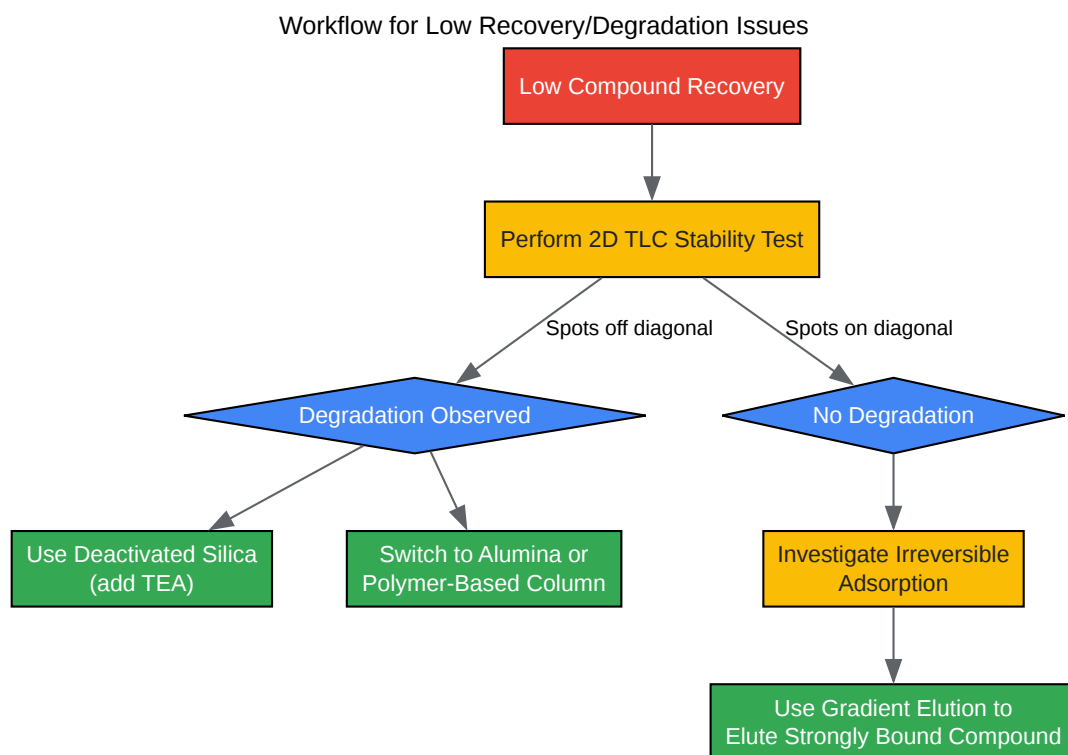 Workflow for Low Recovery/Degradation Issues
Low Compound Recovery
Perform 2D TLC Stability Test
Spots off diagonal
Spots on diagonal
Degradation Observed
No Degradation
Use Deactivated Silica
(add TEA)
Switch to Alumina or
Polymer-Based Column
Investigate Irreversible
Adsorption
Use Gradient Elution to
Elute Strongly Bound Compound